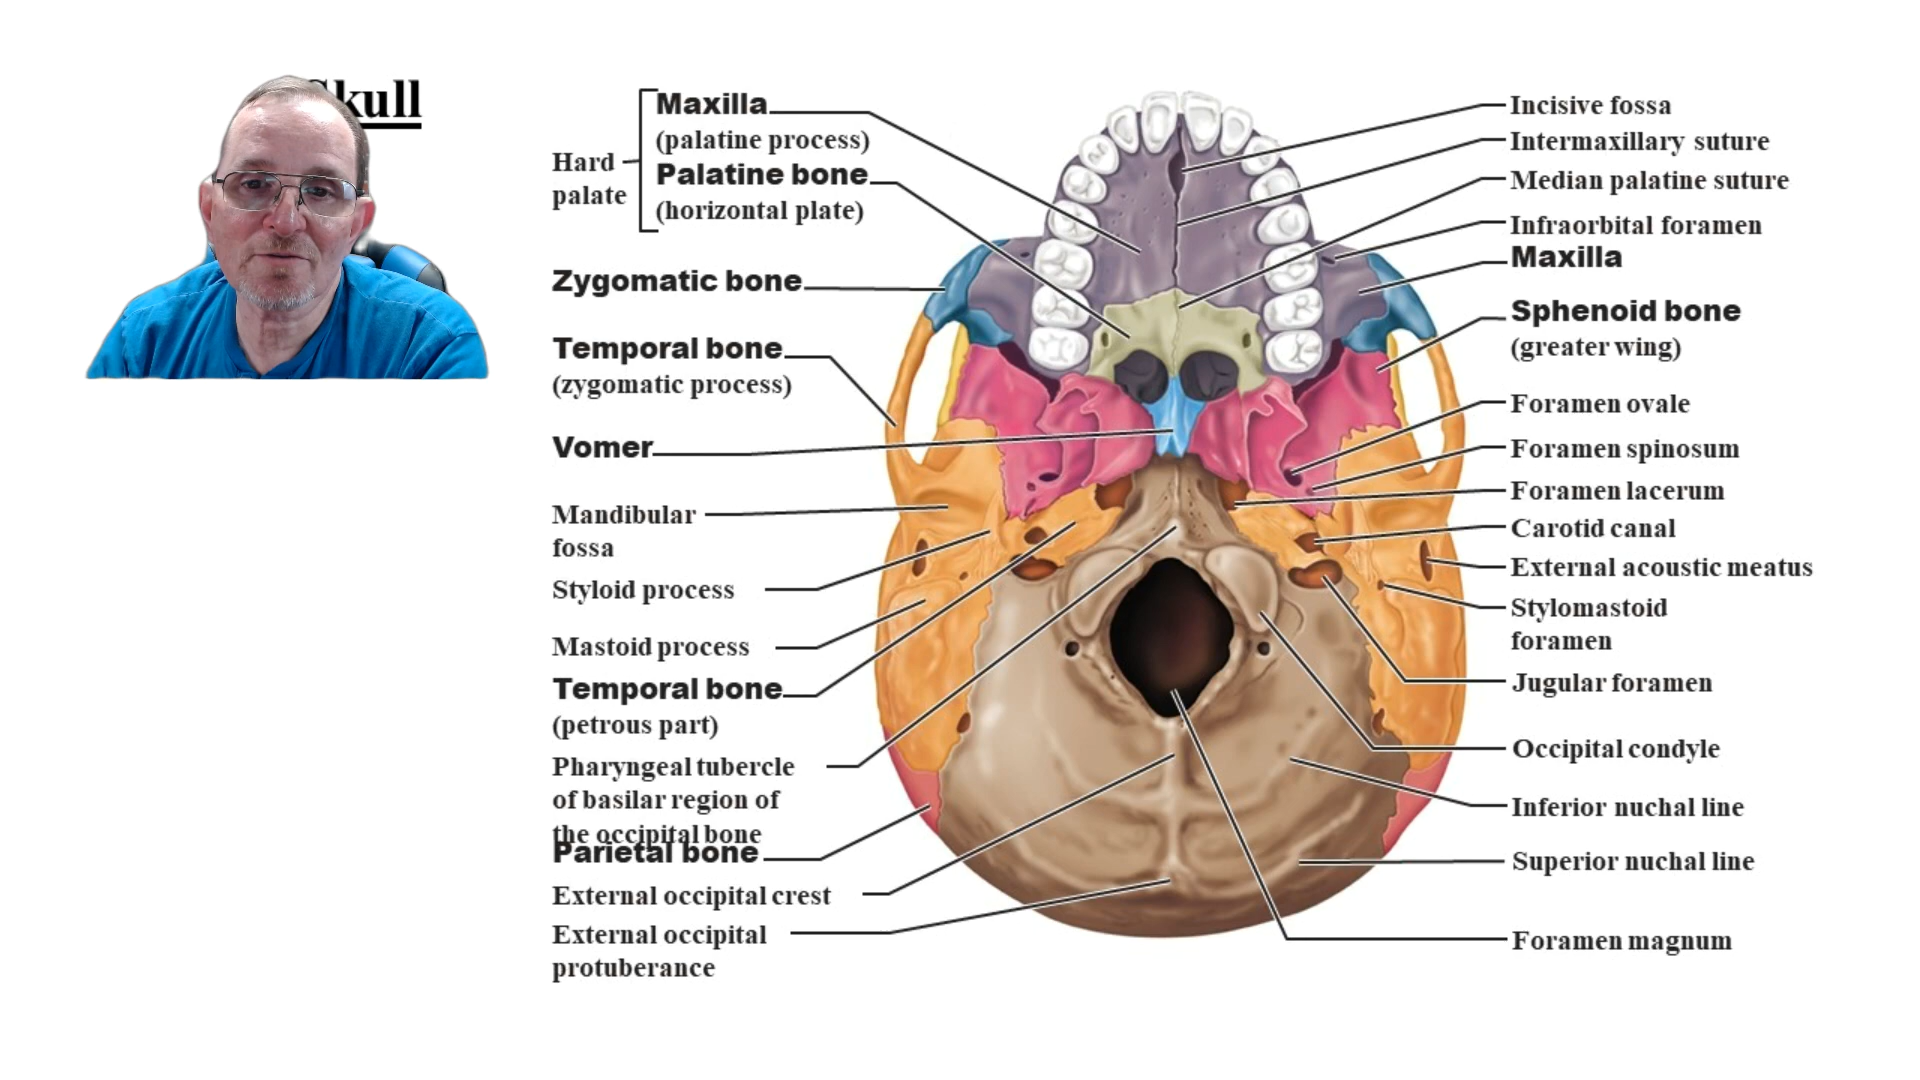 Skull
Maxilla
(palatine process)
Hard
palate
Palatine bone
(horizontal plate)
Zygomatic bone
Temporal bone
(zygomatic process)
Vomer
Mandibular
fossa
Styloid process
Mastoid process
Temporal bone
(petrous part)
Pharyngeal tubercle
of basilar region of
the occipital bone
Parietal bone
External occipital crest
External occipital
protuberance
Incisive fossa
Intermaxillary suture
Median palatine suture
Infraorbital foramen
Maxilla
Sphenoid bone
(greater wing)
Foramen ovale
Foramen spinosum
Foramen lacerum
Carotid canal
External acoustic meatus
Stylomastoid
foramen
Jugular foramen
Occipital condyle
Inferior nuchal line
Superior nuchal line
Foramen magnum